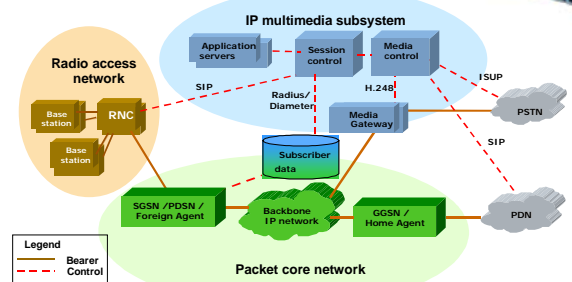 IP multimedia subsystem
Application
servers
Session
control
Media
control
Radio access
network
SIP
Radius/
Diameter
H.248
ISUP
Base
station
RNC
Base
station
Media
Gateway
PSTN
SIP
Subscriber
data
SGSN /PDSN /
Foreign Agent
Backbone
IP network
GGSN /
Home Agent
PDN
Legend
Bearer
Control
Packet core network